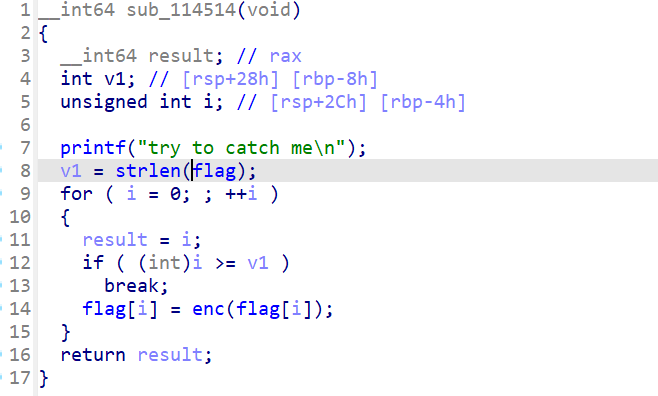 1 __int64 sub_114514(void)
2 {
3 __int64 result; // rax
4 int v1; // [rsp+28h] [rbp-8h]
5 unsigned int i; // [rsp+2Ch] [rbp-4h]
6
7 printf("try to catch me\n");
8 v1 = strlen(flag);
9 for ( i = 0; ; ++i )
10 {
11 result = i;
12 if ( (int)i >= v1 )
13 break;
14 flag[i] = enc(flag[i]);
15 }
16 return result;
17 }